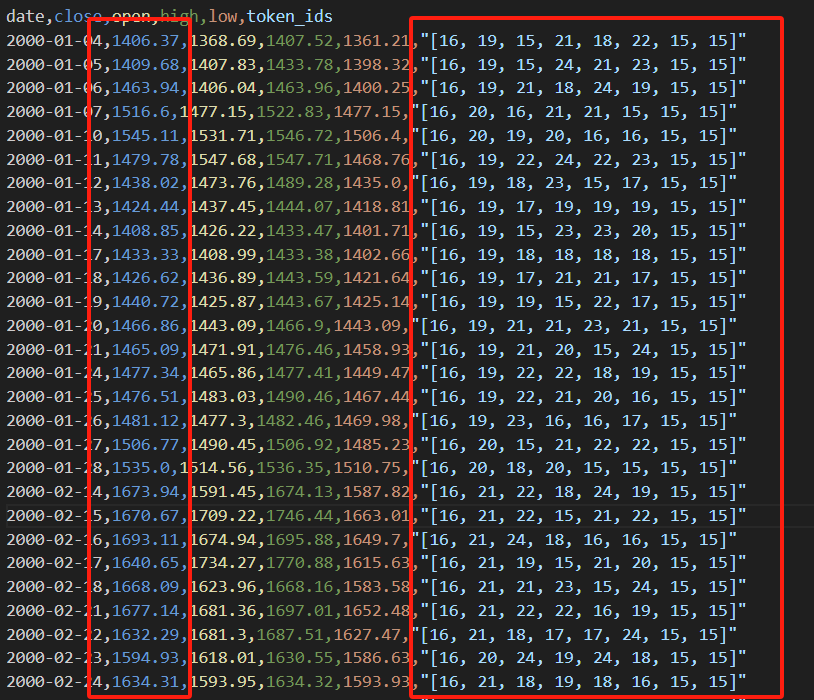 date,close,open,high,low,token_ids
2000-01-04,1406.37,1368.69,1407.52,1361.21,"[16, 19, 15, 21, 18, 22, 15, 15]"
2000-01-05,1409.68,1407.83,1433.78,1398.32,"[16, 19, 15, 24, 21, 23, 15, 15]"
2000-01-06,1463.94,1406.04,1463.96,1400.25,"[16, 19, 21, 18, 24, 19, 15, 15]"
2000-01-07,1516.6,1477.15,1522.83,1477.15,"[16, 20, 16, 21, 21, 15, 15, 15]"
2000-01-10,1545.11,1531.71,1546.72,1506.4,"[16, 20, 19, 20, 16, 16, 15, 15]"
2000-01-11,1479.78,1547.68,1547.71,1468.76,"[16, 19, 22, 24, 22, 23, 15, 15]"
2000-01-12,1438.02,1473.76,1489.28,1435.0,"[16, 19, 18, 23, 15, 17, 15, 15]"
2000-01-13,1424.44,1437.45,1444.07,1418.81,"[16, 19, 17, 19, 19, 19, 15, 15]"
2000-01-14,1408.85,1426.22,1433.47,1401.71,"[16, 19, 15, 23, 23, 20, 15, 15]"
2000-01-17,1433.33,1408.99,1433.38,1402.66,"[16, 19, 18, 18, 18, 18, 15, 15]"
2000-01-18,1426.62,1436.89,1443.59,1421.64,"[16, 19, 17, 21, 21, 17, 15, 15]"
2000-01-19,1440.72,1425.87,1443.67,1425.14,"[16, 19, 19, 15, 22, 17, 15, 15]"
2000-01-20,1466.86,1443.09,1466.9,1443.09,"[16, 19, 21, 21, 23, 21, 15, 15]"
2000-01-21,1465.09,1471.91,1476.46,1458.93,"[16, 19, 21, 20, 15, 24, 15, 15]"
2000-01-24,1477.34,1465.86,1477.41,1449.47,"[16, 19, 22, 22, 18, 19, 15, 15]"
2000-01-25,1476.51,1483.03,1490.46,1467.44,"[16, 19, 22, 21, 20, 16, 15, 15]"
2000-01-26,1481.12,1477.3,1482.46,1469.98,"[16, 19, 23, 16, 16, 17, 15, 15]"
2000-01-27,1506.77,1490.45,1506.92,1485.23,"[16, 20, 15, 21, 22, 22, 15, 15]"
2000-01-28,1535.0,1514.56,1536.35,1510.75,"[16, 20, 18, 20, 15, 15, 15, 15]"
2000-02-14,1673.94,1591.45,1674.13,1587.82,"[16, 21, 22, 18, 24, 19, 15, 15]"
2000-02-15,1670.67,1709.22,1746.44,1663.01,"[16, 21, 22, 15, 21, 22, 15, 15]"
2000-02-16,1693.11,1674.94,1695.88,1649.7,"[16, 21, 24, 18, 16, 16, 15, 15]"
2000-02-17,1640.65,1734.27,1770.88,1615.63,"[16, 21, 19, 15, 21, 20, 15, 15]"
2000-02-18,1668.09,1623.96,1668.16,1583.58,"[16, 21, 21, 23, 15, 24, 15, 15]"
2000-02-21,1677.14,1681.36,1697.01,1652.48,"[16, 21, 22, 22, 16, 19, 15, 15]"
2000-02-22,1632.29,1681.3,1687.51,1627.47,"[16, 21, 18, 17, 17, 24, 15, 15]"
2000-02-23,1594.93,1618.01,1630.55,1586.63,"[16, 20, 24, 19, 24, 18, 15, 15]"
2000-02-24,1634.31,1593.95,1634.32,1593.93,"[16, 21, 18, 19, 18, 16, 15, 15]"